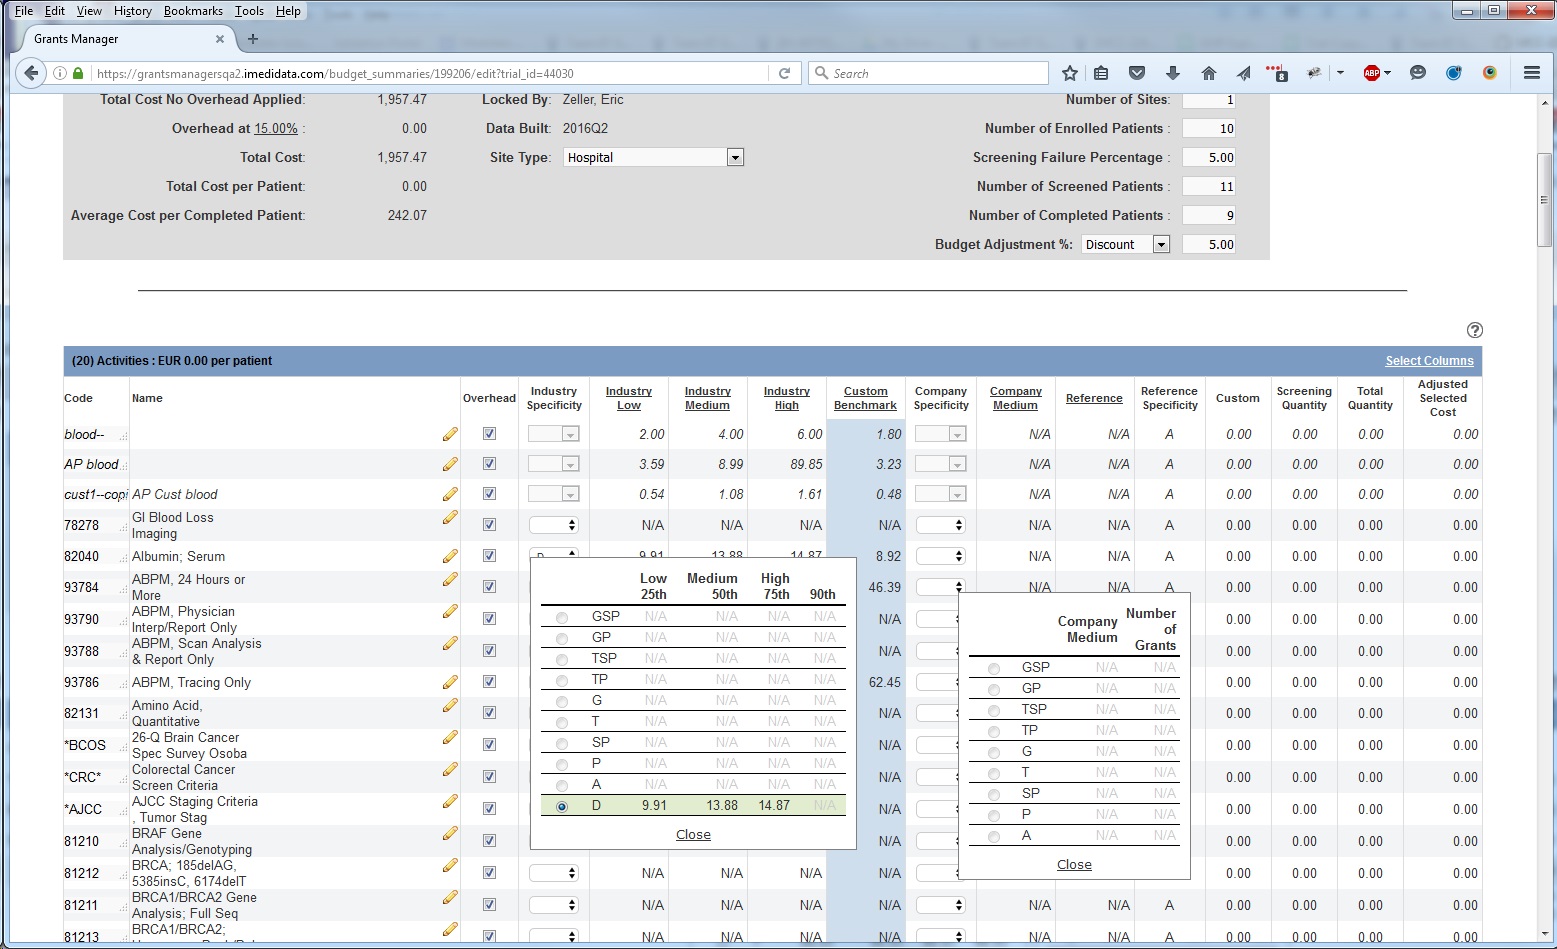 File Edit View History Bookmarks Tools Help
Grants Manager
https://grantsmanagersqa2.imedidata.com/budget_summaries/199206/edit?trial_id=44030
Search
8
ABP
Total Cost No Overhead Applied: 1,957.47 Locked By: Zeller, Eric Number of Sites: 1
Overhead at 15.00% : 0.00 Data Built: 2016Q2 Number of Enrolled Patients : 10
Total Cost: 1,957.47 Site Type: Hospital Screening Failure Percentage : 5.00
Total Cost per Patient: 0.00 Number of Screened Patients : 11
Average Cost per Completed Patient: 242.07 Number of Completed Patients : 9
Budget Adjustment %: Discount 5.00
(20) Activities : EUR 0.00 per patient Select Columns
Code Name Overhead Industry Specificity Industry Low Industry Medium Industry High Custom Benchmark Company Specificity Company Medium Reference Reference Specificity Custom Screening Quantity Total Quantity Adjusted Selected Cost
blood-- 2.00 4.00 6.00 1.80 N/A N/A A 0.00 0.00 0.00 0.00
AP blood 3.59 8.99 89.85 3.23 N/A N/A A 0.00 0.00 0.00 0.00
cust1--copi AP Cust blood 0.54 1.08 1.61 0.48 N/A N/A A 0.00 0.00 0.00 0.00
78278 GI Blood Loss Imaging N/A N/A N/A N/A N/A N/A A 0.00 0.00 0.00 0.00
82040 Albumin; Serum D 9.91 13.88 14.87 8.92 N/A N/A A 0.00 0.00 0.00 0.00
93784 ABPM, 24 Hours or More 46.39 N/A N/A A 0.00 0.00 0.00 0.00
93790 ABPM, Physician Interp/Report Only N/A 0.00 0.00 0.00 0.00
93788 ABPM, Scan Analysis & Report Only N/A 0.00 0.00 0.00 0.00
93786 ABPM, Tracing Only 62.45 0.00 0.00 0.00 0.00
82131 Amino Acid, Quantitative N/A 0.00 0.00 0.00 0.00
*BCOS 26-Q Brain Cancer Spec Survey Osoba N/A 0.00 0.00 0.00 0.00
*CRC* Colorectal Cancer Screen Criteria N/A 0.00 0.00 0.00 0.00
*AJCC AJCC Staging Criteria , Tumor Stag N/A 0.00 0.00 0.00 0.00
81210 BRAF Gene Analysis/Genotyping N/A 0.00 0.00 0.00 0.00
81212 BRCA; 185delAG, 5385insC, 6174delT N/A N/A N/A N/A 0.00 0.00 0.00 0.00
81211 BRCA1/BRCA2 Gene Analysis; Full Seq N/A N/A N/A N/A N/A N/A A 0.00 0.00 0.00 0.00
81213 BRCA1/BRCA2; N/A N/A N/A N/A N/A N/A A 0.00 0.00 0.00 0.00
Low 25th Medium 50th High 75th 90th
GSP N/A N/A N/A N/A
GP N/A N/A N/A N/A
TSP N/A N/A N/A N/A
TP N/A N/A N/A N/A
G N/A N/A N/A N/A
T N/A N/A N/A N/A
SP N/A N/A N/A N/A
P N/A N/A N/A N/A
A N/A N/A N/A N/A
D 9.91 13.88 14.87 N/A
Close
Company Medium Number of Grants
GSP N/A N/A
GP N/A N/A
TSP N/A N/A
TP N/A N/A
G N/A N/A
T N/A N/A
SP N/A N/A
P N/A N/A
A N/A N/A
Close